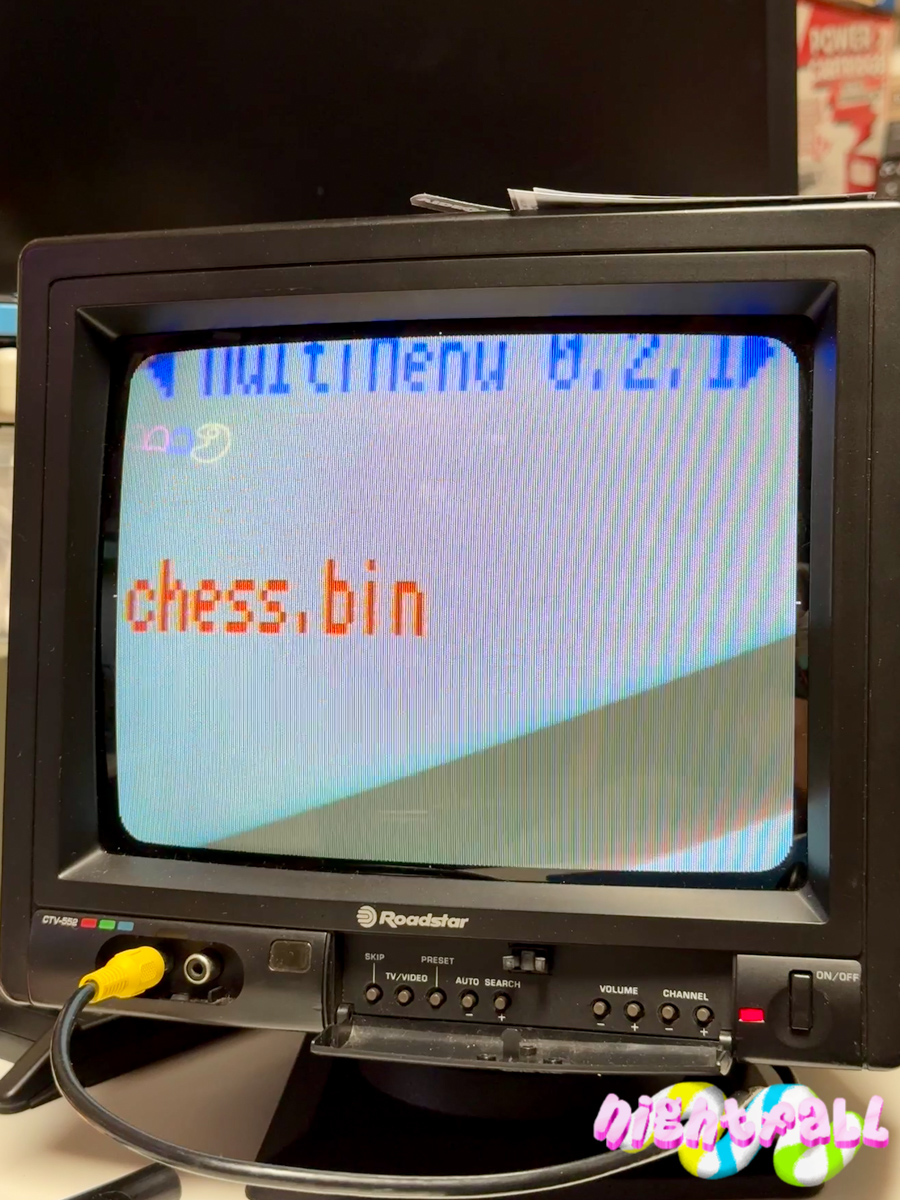 POWER
MultiMenu 0.2.1
chess.bin
Roadstar
CTV-552
SKIP
PRESET
TV/VIDEO
AUTO SEARCH
- +
VOLUME
- +
CHANNEL
- +
ON/OFF
nightfall